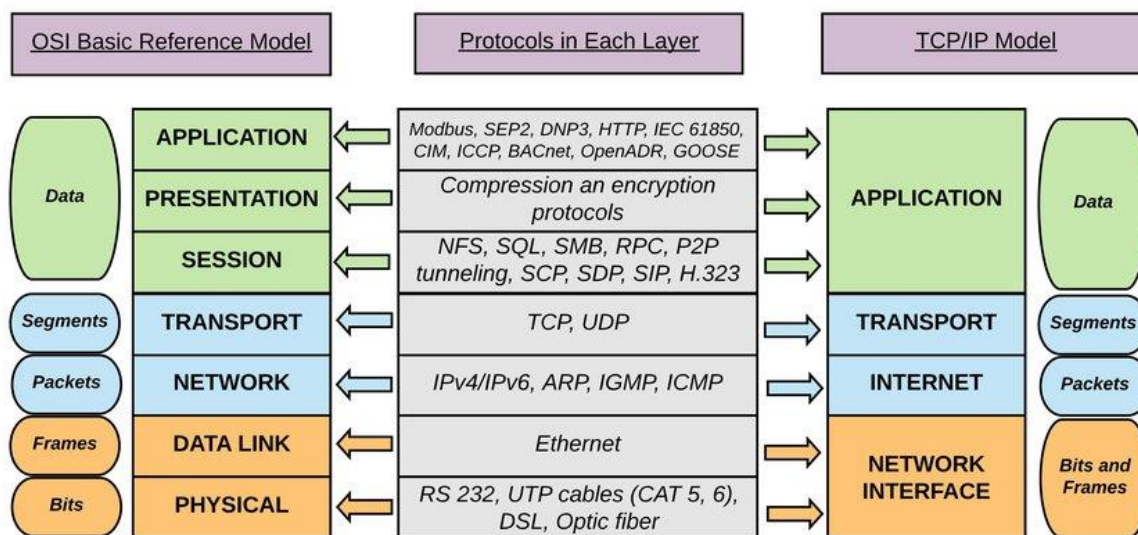 OSI Basic Reference Model
Protocols in Each Layer
TCP/IP Model
Data
APPLICATION
Modbus, SEP2, DNP3, HTTP, IEC 61850,
CIM, ICCP, BACnet, OpenADR, GOOSE
PRESENTATION
Compression an encryption
protocols
SESSION
NFS, SQL, SMB, RPC, P2P
tunneling, SCP, SDP, SIP, H.323
APPLICATION
Data
Segments
TRANSPORT
TCP, UDP
TRANSPORT
Segments
Packets
NETWORK
IPv4/IPv6, ARP, IGMP, ICMP
INTERNET
Packets
Frames
DATA LINK
Ethernet
Bits
PHYSICAL
RS 232, UTP cables (CAT 5, 6),
DSL, Optic fiber
NETWORK
INTERFACE
Bits and
Frames